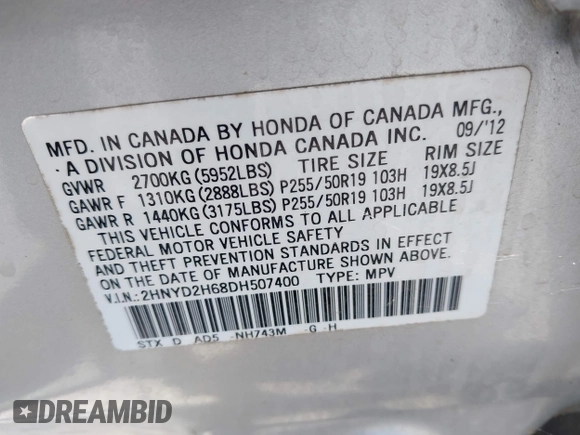 MFD. IN CANADA BY HONDA OF CANADA MFG.,
A DIVISION OF HONDA CANADA INC. 09/'12
GVWR 2700KG(5952LBS) TIRE SIZE RIM SIZE
GAWR F 1310KG(2888LBS) P255/50R19 103H 19X8.5J
GAWR R 1440KG(3175LBS) P255/50R19 103H 19X8.5J
THIS VEHICLE CONFORMS TO ALL APPLICABLE
FEDERAL MOTOR VEHICLE SAFETY
AND THEFT PREVENTION STANDARDS IN EFFECT
ON THE DATE OF MANUFACTURE SHOWN ABOVE.
V.I.N.: 2HNYD2H68DH507400 TYPE: MPV
STX D AD5 -NH743M -G -H
DREAMBID